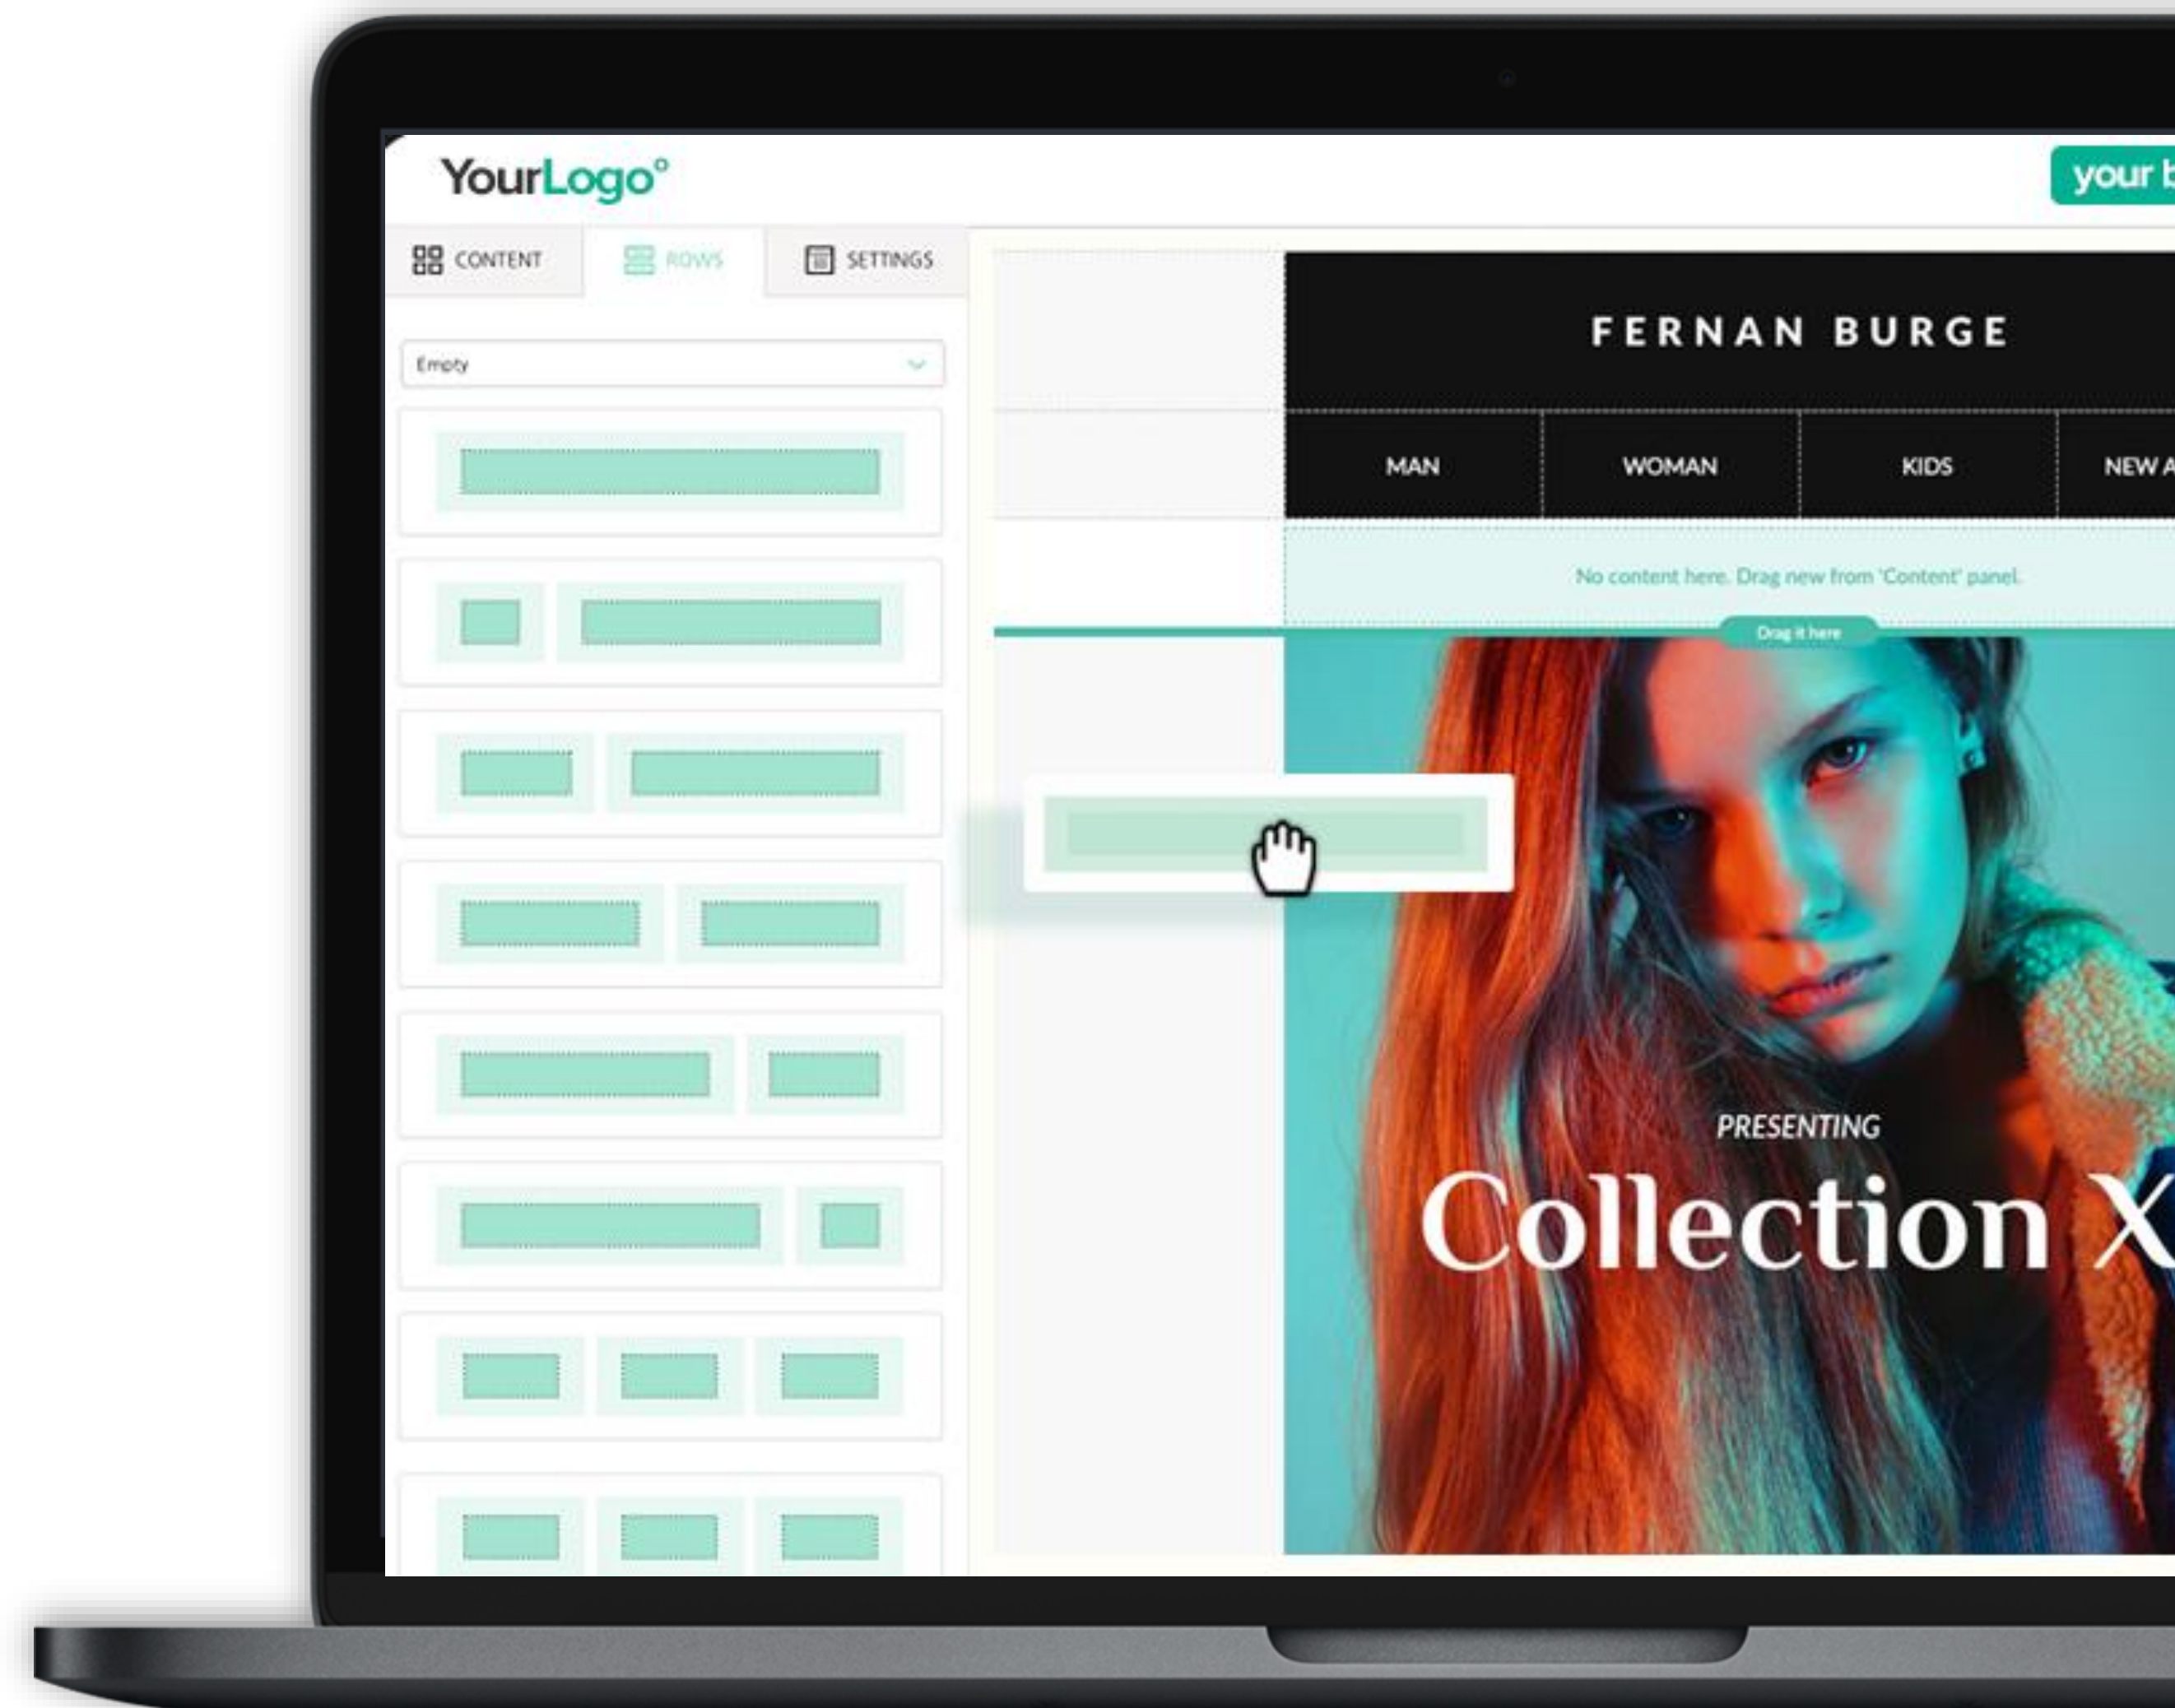 YourLogo°
your b
CONTENT
ROWS
SETTINGS
Empty
FERNAN BURGE
MAN
WOMAN
KIDS
NEW A
No content here. Drag new from 'Content' panel.
Drag it here
PRESENTING
Collection X